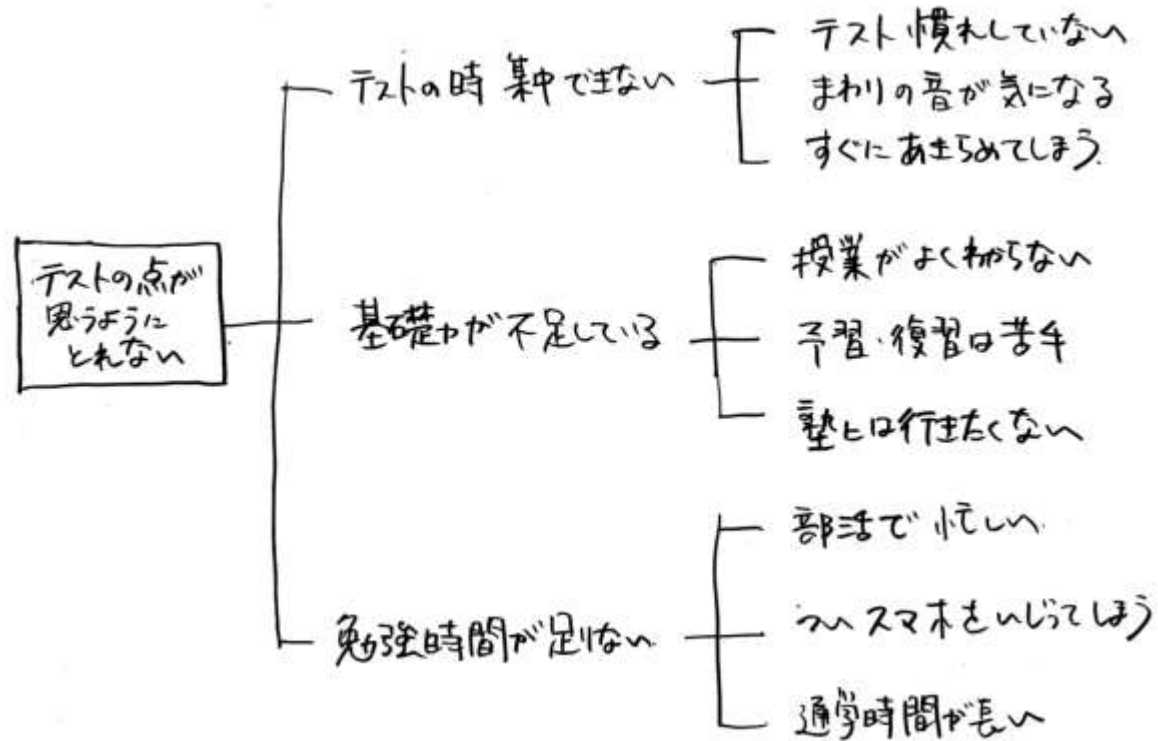 テストの点が
思うように
とれない
テストの時 集中できない
テスト慣れしていない
まわりの音が気になる
すぐにあきらめてしまう
基礎力が不足している
授業がよくわからない
予習・復習は苦手
塾には行きたくない
勉強時間が足りない
部活で忙しい
ついスマホをいじってしまう
通学時間が長い